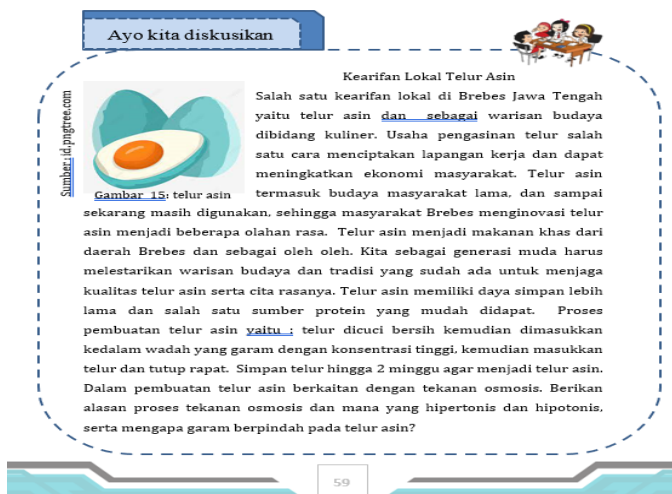 Ayo kita diskusikan
Kearifan Lokal Telur Asin
Salah satu kearifan lokal di Brebes Jawa Tengah
yaitu telur asin dan sebagai warisan budaya
dibidang kuliner. Usaha pengasinan telur salah
satu cara menciptakan lapangan kerja dan dapat
meningkatkan ekonomi masyarakat. Telur asin
termasuk budaya masyarakat lama, dan sampai
sekarang masih digunakan, sehingga masyarakat Brebes menginovasi telur
asin menjadi beberapa olahan rasa. Telur asin menjadi makanan khas dari
daerah Brebes dan sebagai oleh oleh. Kita sebagai generasi muda harus
melestarikan warisan budaya dan tradisi yang sudah ada untuk menjaga
kualitas telur asin serta cita rasanya. Telur asin memiliki daya simpan lebih
lama dan salah satu sumber protein yang mudah didapat. Proses
pembuatan telur asin yaitu : telur dicuci bersih kemudian dimasukkan
kedalam wadah yang garam dengan konsentrasi tinggi, kemudian masukkan
telur dan tutup rapat. Simpan telur hingga 2 minggu agar menjadi telur asin.
Dalam pembuatan telur asin berkaitan dengan tekanan osmosis. Berikan
alasan proses tekanan osmosis dan mana yang hipertonis dan hipotonis,
serta mengapa garam berpindah pada telur asin?
Sumber: id.pngtree.com
Gambar 15: telur asin
59